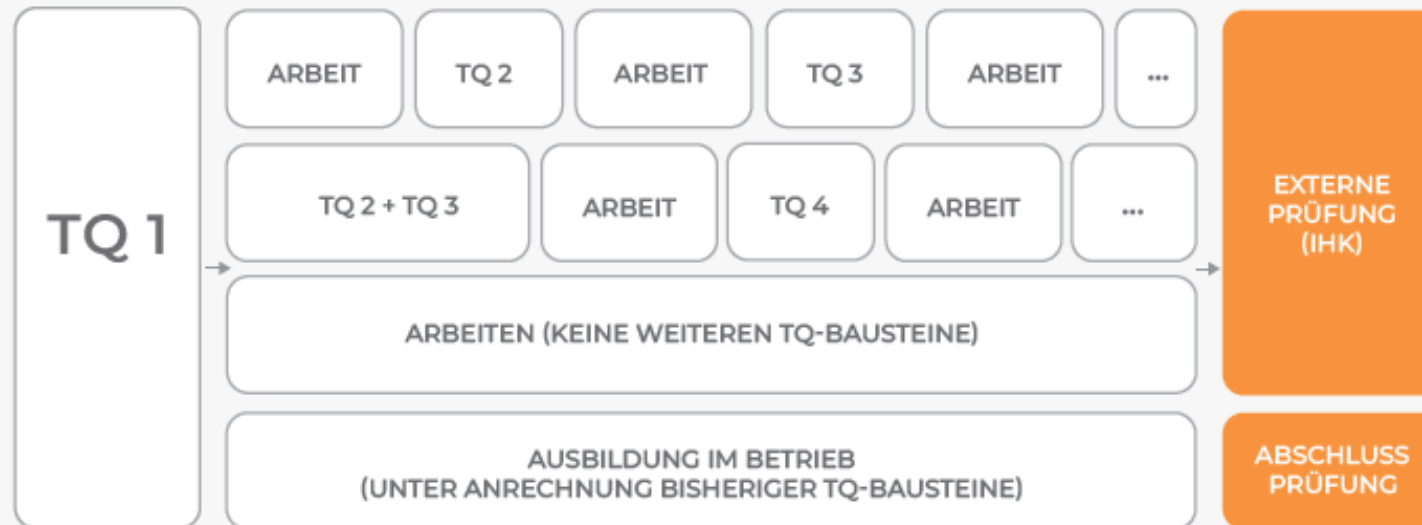 TQ 1
ARBEIT
TQ 2
ARBEIT
TQ 3
ARBEIT
...
TQ 2 + TQ 3
ARBEIT
TQ 4
ARBEIT
...
ARBEITEN (KEINE WEITEREN TQ-BAUSTEINE)
AUSBILDUNG IM BETRIEB
(UNTER ANRECHNUNG BISHERIGER TQ-BAUSTEINE)
EXTERNE
PRÜFUNG
(IHK)
ABSCHLUSS
PRÜFUNG